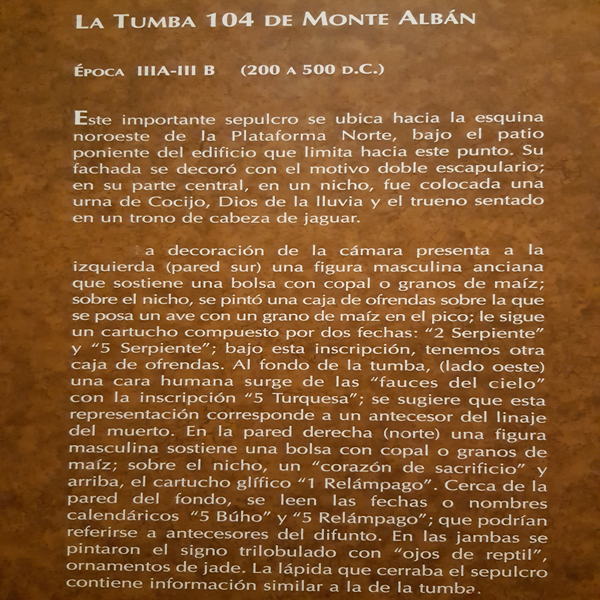 LA TUMBA 104 DE MONTE ALBÁN
ÉPOCA IIIA-III B (200 A 500 D.C.)
Este importante sepulcro se ubica hacia la esquina
noroeste de la Plataforma Norte, bajo el patio
poniente del edificio que limita hacia este punto. Su
fachada se decoró con el motivo doble escapulario;
en su parte central, en un nicho, fue colocada una
urna de Cocijo, Dios de la lluvia y el trueno sentado
en un trono de cabeza de jaguar.
a decoración de la cámara presenta a la
izquierda (pared sur) una figura masculina anciana
que sostiene una bolsa con copal o granos de maíz;
sobre el nicho, se pintó una caja de ofrendas sobre la que
se posa un ave con un grano de maíz en el pico; le sigue
un cartucho compuesto por dos fechas: “2 Serpiente”
y “5 Serpiente”; bajo esta inscripción, tenemos otra
caja de ofrendas. Al fondo de la tumba, (lado oeste)
una cara humana surge de las “fauces del cielo”
con la inscripción “5 Turquesa”; se sugiere que esta
representación corresponde a un antecesor del linaje
del muerto. En la pared derecha (norte) una figura
masculina sostiene una bolsa con copal o granos de
maíz; sobre el nicho, un “corazón de sacrificio” y
arriba, el cartucho glífico “1 Relámpago”. Cerca de la
pared del fondo, se leen las fechas o nombres
calendáricos “5 Búho” y “5 Relámpago”; que podrían
referirse a antecesores del difunto. En las jambas se
pintaron el signo trilobulado con “ojos de reptil”,
ornamentos de jade. La lápida que cerraba el sepulcro
contiene información similar a la de la tumba.